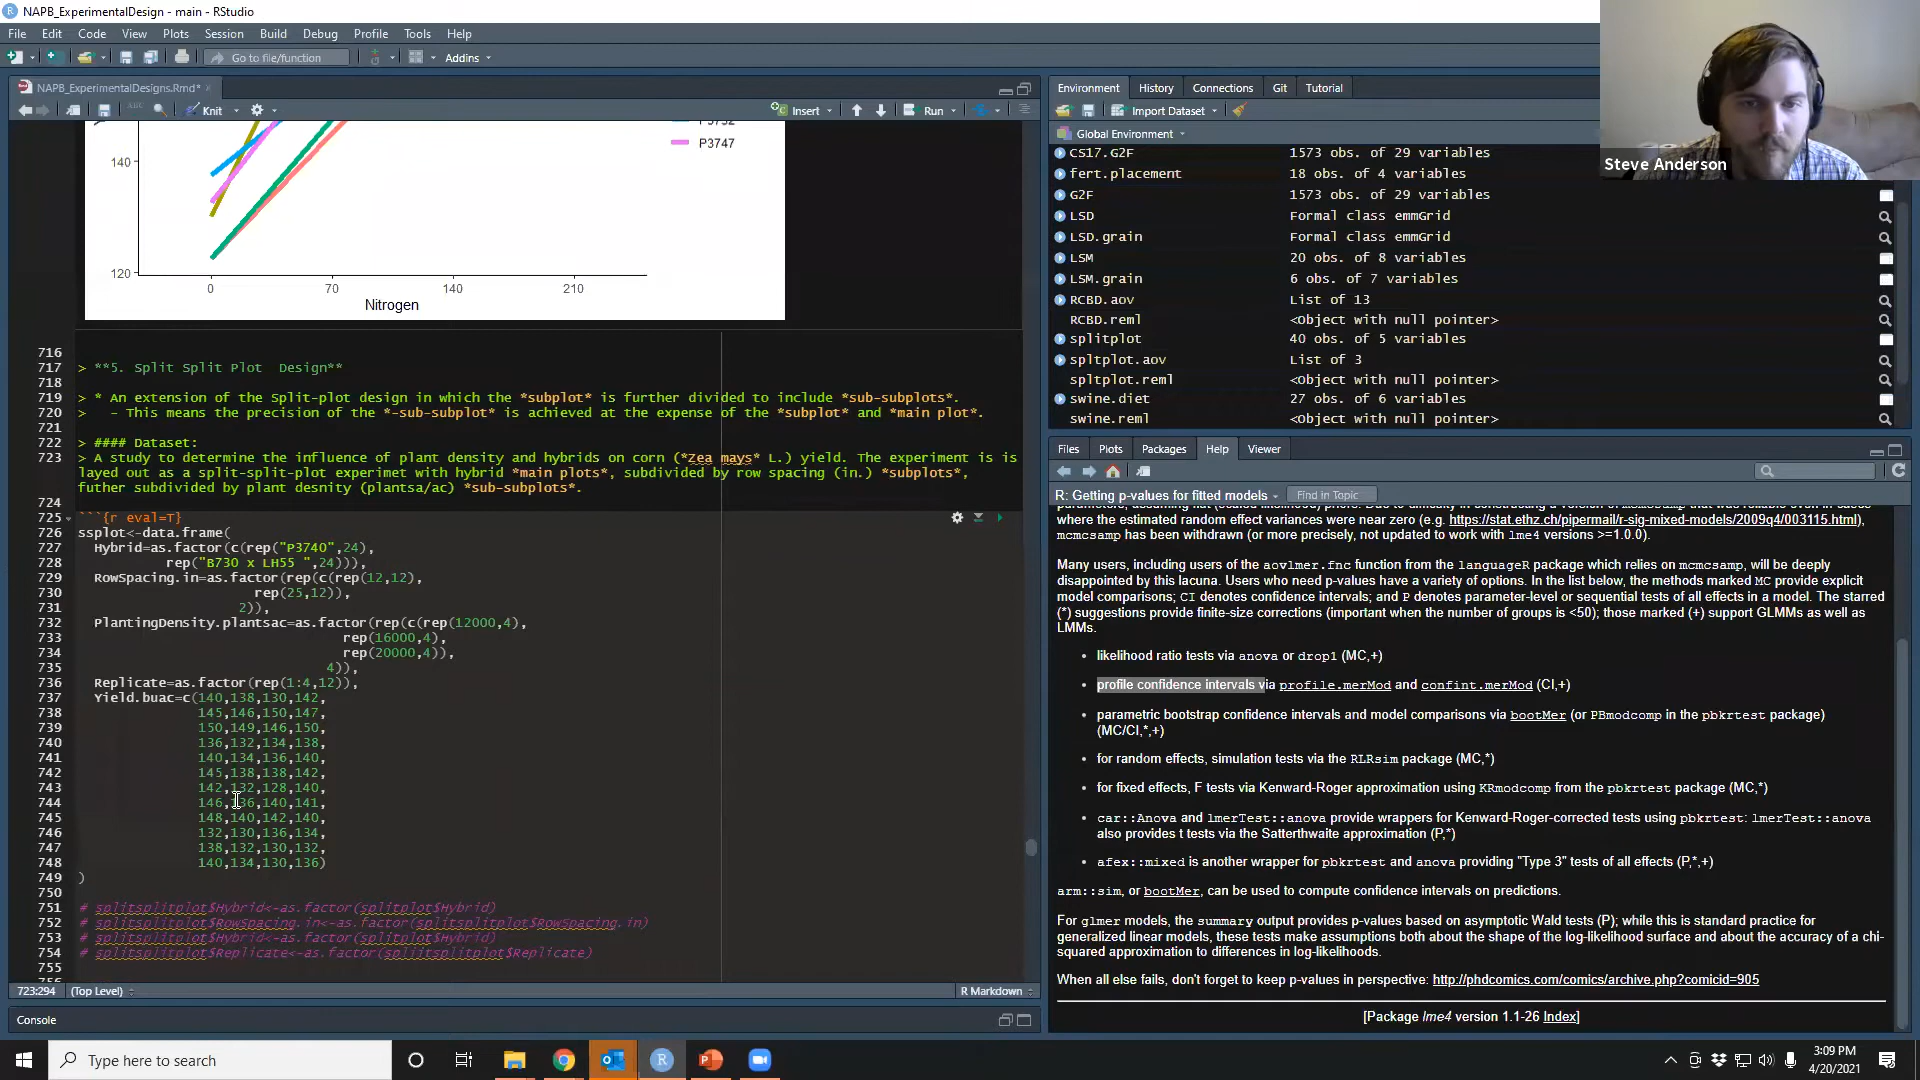 NAPB_ExperimentalDesign - main - RStudio
File Edit Code View Plots Session Build Debug Profile Tools Help
Go to file/function Addins
NAPB_ExperimentalDesigns.Rmd*
Knit Insert Run
P3747
140
120
0 70 140 210
Nitrogen
716
717 > **5. Split Split Plot  Design**
718
719 > * An extension of the Split-plot design in which the *subplot* is further divided to include *sub-subplots*.
720 >   - This means the precision of the *-sub-subplot* is achieved at the expense of the *subplot* and *main plot*.
721
722 > #### Dataset:
723 > A study to determine the influence of plant density and hybrids on corn (*Zea mays* L.) yield. The experiment is is
layed out as a split-split-plot experimet with hybrid *main plots*, subdivided by row spacing (in.) *subplots*,
futher subdivided by plant desnity (plantsa/ac) *sub-subplots*.
724
725 ```{r eval=T}
726 ssplot<-data.frame(
727 Hybrid=as.factor(c(rep("P3740",24),
728 rep("B730 x LH55 ",24))),
729 RowSpacing.in=as.factor(rep(c(rep(12,12),
730 rep(25,12)),
731 2)),
732 PlantingDensity.plantsac=as.factor(rep(c(rep(12000,4),
733 rep(16000,4),
734 rep(20000,4)),
735 4)),
736 Replicate=as.factor(rep(1:4,12)),
737 Yield.buac=c(140,138,130,142,
738 145,146,150,147,
739 150,149,146,150,
740 136,132,134,138,
741 140,134,136,140,
742 145,138,138,142,
743 142,132,128,140,
744 146,136,140,141,
745 148,140,142,140,
746 132,130,136,134,
747 138,132,130,132,
748 140,134,130,136)
749 )
750
751 # splitsplitplot$Hybrid<-as.factor(splitplot$Hybrid)
752 # splitsplitplot$RowSpacing.in<-as.factor(splitsplitplot$RowSpacing.in)
753 # splitsplitplot$Hybrid<-as.factor(splitplot$Hybrid)
754 # splitsplitplot$Replicate<-as.factor(spliitsplitplot$Replicate)
755
723:294 (Top Level) R Markdown
Console
Environment History Connections Git Tutorial
Import Dataset
Global Environment
CS17.G2F 1573 obs. of 29 variables
fert.placement 18 obs. of 4 variables
G2F 1573 obs. of 29 variables
LSD Formal class emmGrid
LSD.grain Formal class emmGrid
LSM 20 obs. of 8 variables
LSM.grain 6 obs. of 7 variables
RCBD.aov List of 13
RCBD.reml <Object with null pointer>
splitplot 40 obs. of 5 variables
spltplot.aov List of 3
spltplot.reml <Object with null pointer>
swine.diet 27 obs. of 6 variables
swine.reml <Object with null pointer>
Steve Anderson
Files Plots Packages Help Viewer
R: Getting p-values for fitted models Find in Topic
where the estimated random effect variances were near zero (e.g. https://stat.ethz.ch/pipermail/r-sig-mixed-models/2009q4/003115.html),
mcmcsamp has been withdrawn (or more precisely, not updated to work with lme4 versions >=1.0.0).
Many users, including users of the aovlmer.fnc function from the languageR package which relies on mcmcsamp, will be deeply
disappointed by this lacuna. Users who need p-values have a variety of options. In the list below, the methods marked MC provide explicit
model comparisons; CI denotes confidence intervals; and P denotes parameter-level or sequential tests of all effects in a model. The starred
(*) suggestions provide finite-size corrections (important when the number of groups is <50); those marked (+) support GLMMs as well as
LMMs.
• likelihood ratio tests via anova or drop1 (MC,+)
• profile confidence intervals via profile.merMod and confint.merMod (CI,+)
• parametric bootstrap confidence intervals and model comparisons via bootMer (or PBmodcomp in the pbkrtest package)
(MC/CI,*,+)
• for random effects, simulation tests via the RLRsim package (MC,*)
• for fixed effects, F tests via Kenward-Roger approximation using KRmodcomp from the pbkrtest package (MC,*)
• car::Anova and lmerTest::anova provide wrappers for Kenward-Roger-corrected tests using pbkrtest: lmerTest::anova
also provides t tests via the Satterthwaite approximation (P,*)
• afex::mixed is another wrapper for pbkrtest and anova providing "Type 3" tests of all effects (P,*,+)
arm::sim, or bootMer, can be used to compute confidence intervals on predictions.
For glmer models, the summary output provides p-values based on asymptotic Wald tests (P); while this is standard practice for
generalized linear models, these tests make assumptions both about the shape of the log-likelihood surface and about the accuracy of a chi-
squared approximation to differences in log-likelihoods.
When all else fails, don't forget to keep p-values in perspective: http://phdcomics.com/comics/archive.php?comicid=905
[Package lme4 version 1.1-26 Index]
Type here to search
3:09 PM
4/20/2021